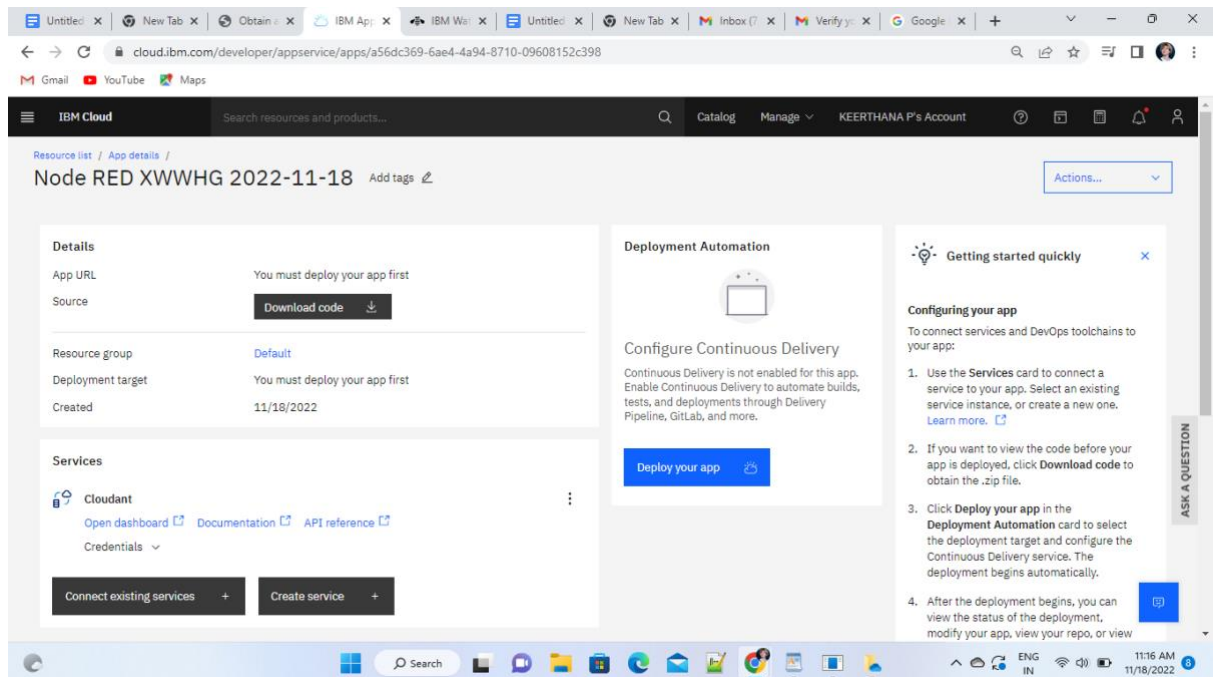 Untitled
New Tab
Obtain a
IBM App
IBM Wat
Untitled
New Tab
Inbox (7
Verify yo
Google
cloud.ibm.com/developer/appservice/apps/a56dc369-6ae4-4a94-8710-09608152c398
Gmail YouTube Maps
IBM Cloud Search resources and products... Catalog Manage KEERTHANA P's Account
Resource list / App details /
Node RED XWWHG 2022-11-18 Add tags
Actions...
Details
App URL You must deploy your app first
Source Download code
Resource group Default
Deployment target You must deploy your app first
Created 11/18/2022
Services
Cloudant
Open dashboard Documentation API reference
Credentials
Connect existing services + Create service +
Deployment Automation
Configure Continuous Delivery
Continuous Delivery is not enabled for this app.
Enable Continuous Delivery to automate builds,
tests, and deployments through Delivery
Pipeline, GitLab, and more.
Deploy your app
Getting started quickly
Configuring your app
To connect services and DevOps toolchains to
your app:
1. Use the Services card to connect a
service to your app. Select an existing
service instance, or create a new one.
Learn more.
2. If you want to view the code before your
app is deployed, click Download code to
obtain the .zip file.
3. Click Deploy your app in the
Deployment Automation card to select
the deployment target and configure the
Continuous Delivery service. The
deployment begins automatically.
4. After the deployment begins, you can
view the status of the deployment,
modify your app, view your repo, or view
ASK A QUESTION
Search
ENG
IN
11:16 AM
11/18/2022
8